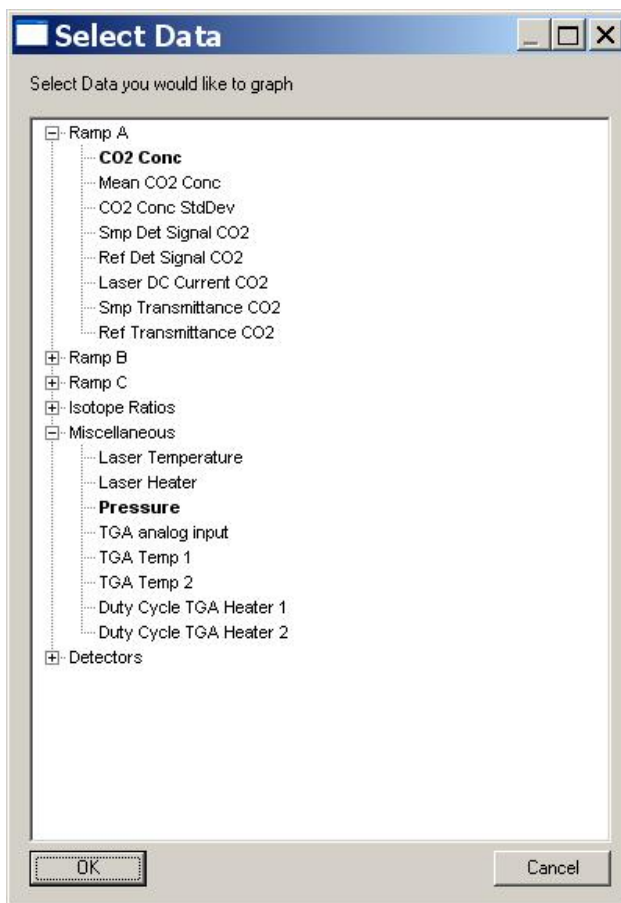 Select Data
Select Data you would like to graph
Ramp A
CO2 Conc
Mean CO2 Conc
CO2 Conc StdDev
Smp Det Signal CO2
Ref Det Signal CO2
Laser DC Current CO2
Smp Transmittance CO2
Ref Transmittance CO2
Ramp B
Ramp C
Isotope Ratios
Miscellaneous
Laser Temperature
Laser Heater
Pressure
TGA analog input
TGA Temp 1
TGA Temp 2
Duty Cycle TGA Heater 1
Duty Cycle TGA Heater 2
Detectors
OK Cancel